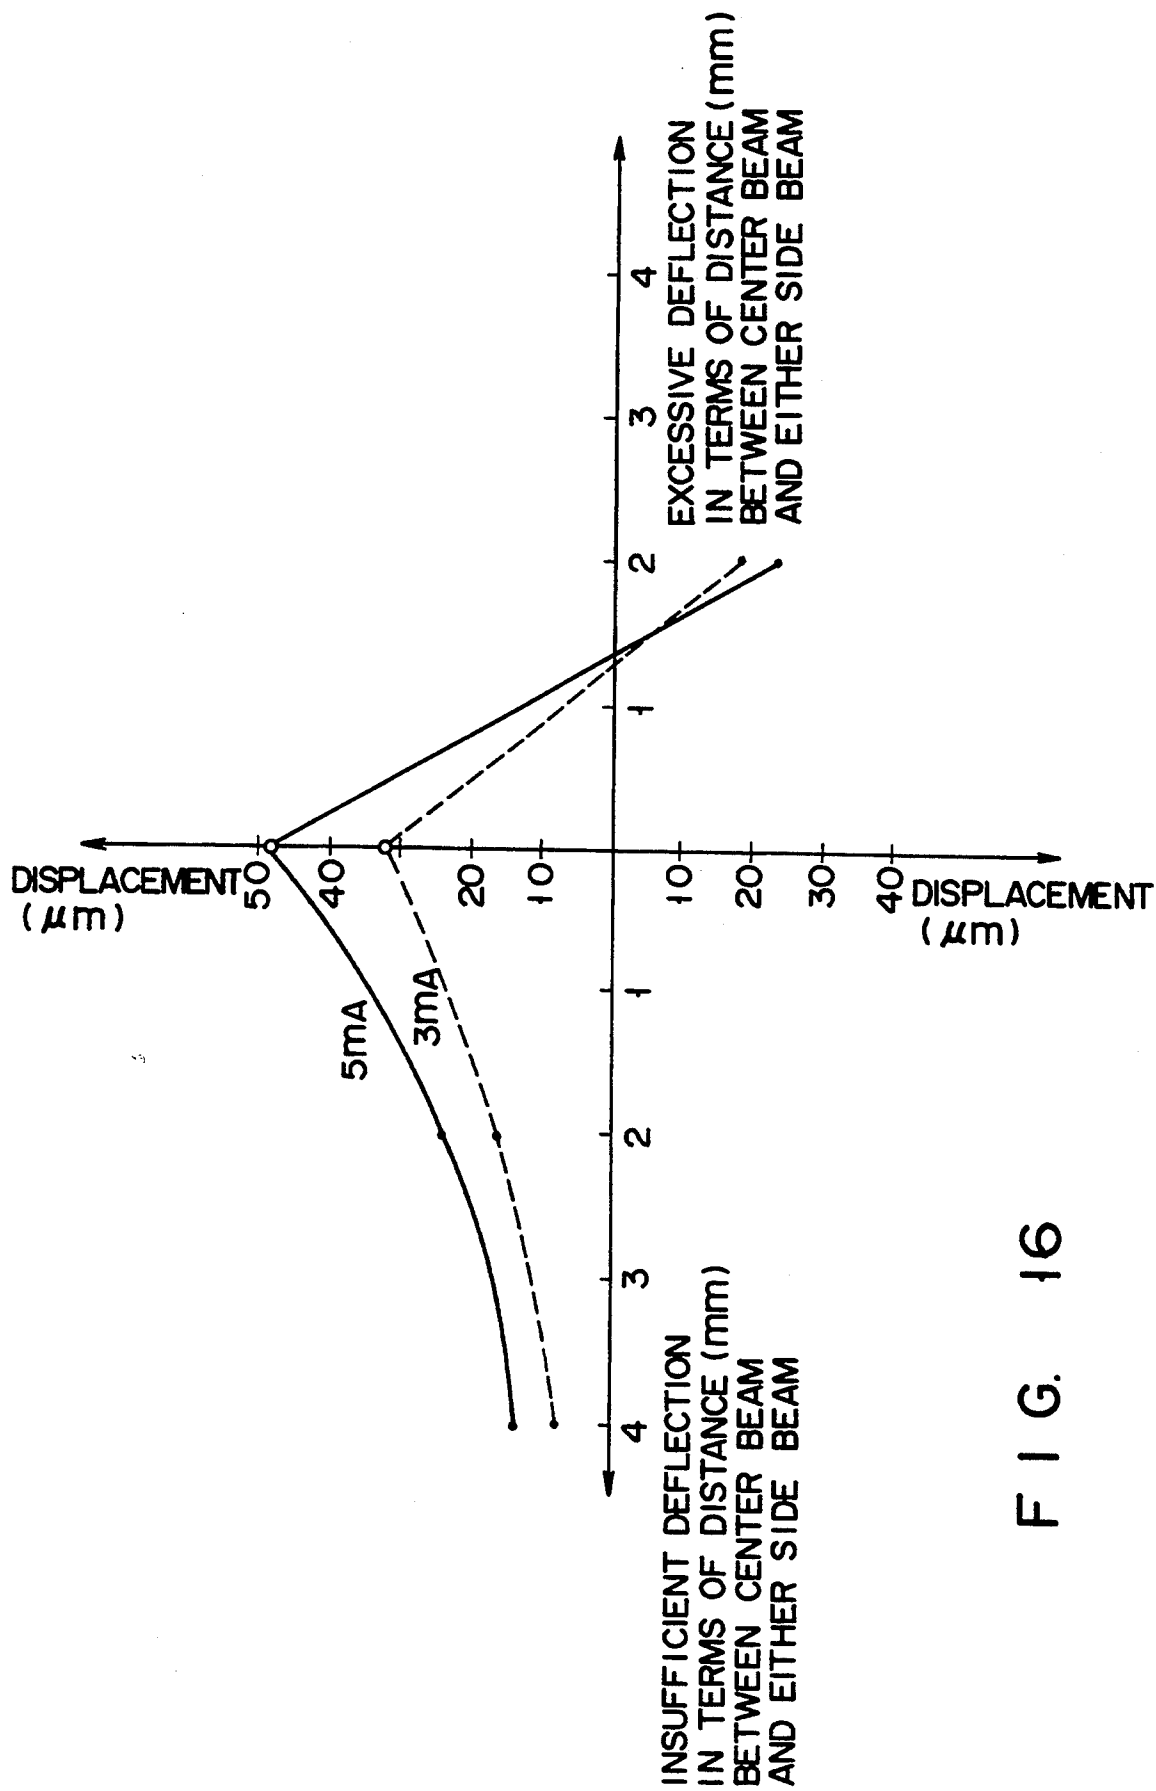 DISPLACEMENT
(μm)
50
40
20
10
10
20
30
40
DISPLACEMENT
(μm)
5mA
3mA
4
3
2
1
1
2
3
4
INSUFFICIENT DEFLECTION
IN TERMS OF DISTANCE (mm)
BETWEEN CENTER BEAM
AND EITHER SIDE BEAM
EXCESSIVE DEFLECTION
IN TERMS OF DISTANCE (mm)
BETWEEN CENTER BEAM
AND EITHER SIDE BEAM
FIG. 16